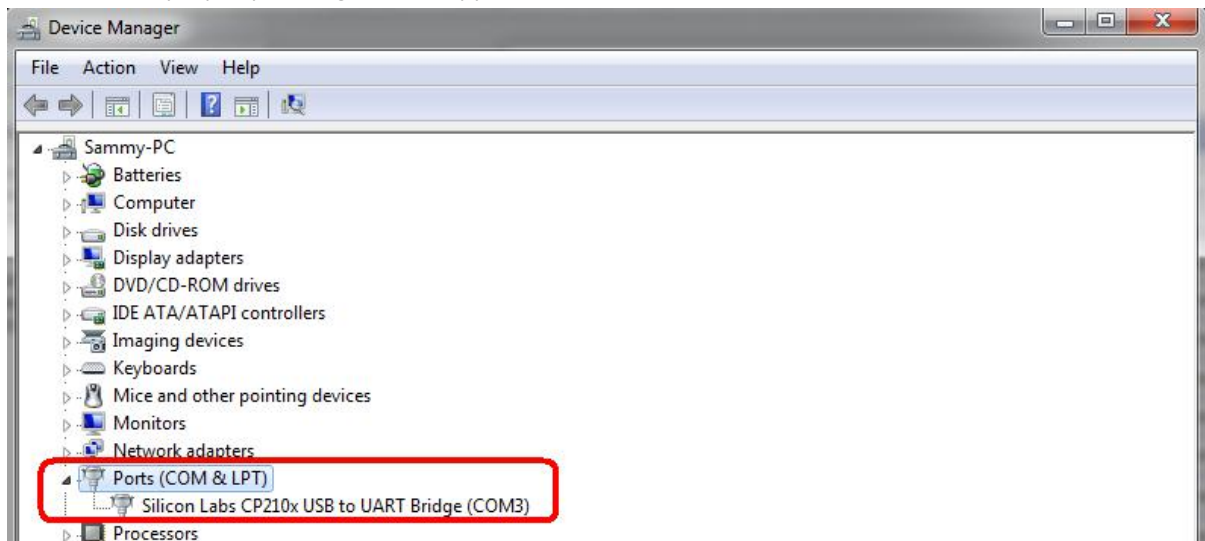 Device Manager
File Action View Help
Sammy-PC
Batteries
Computer
Disk drives
Display adapters
DVD/CD-ROM drives
IDE ATA/ATAPI controllers
Imaging devices
Keyboards
Mice and other pointing devices
Monitors
Network adapters
Ports (COM & LPT)
Silicon Labs CP210x USB to UART Bridge (COM3)
Processors